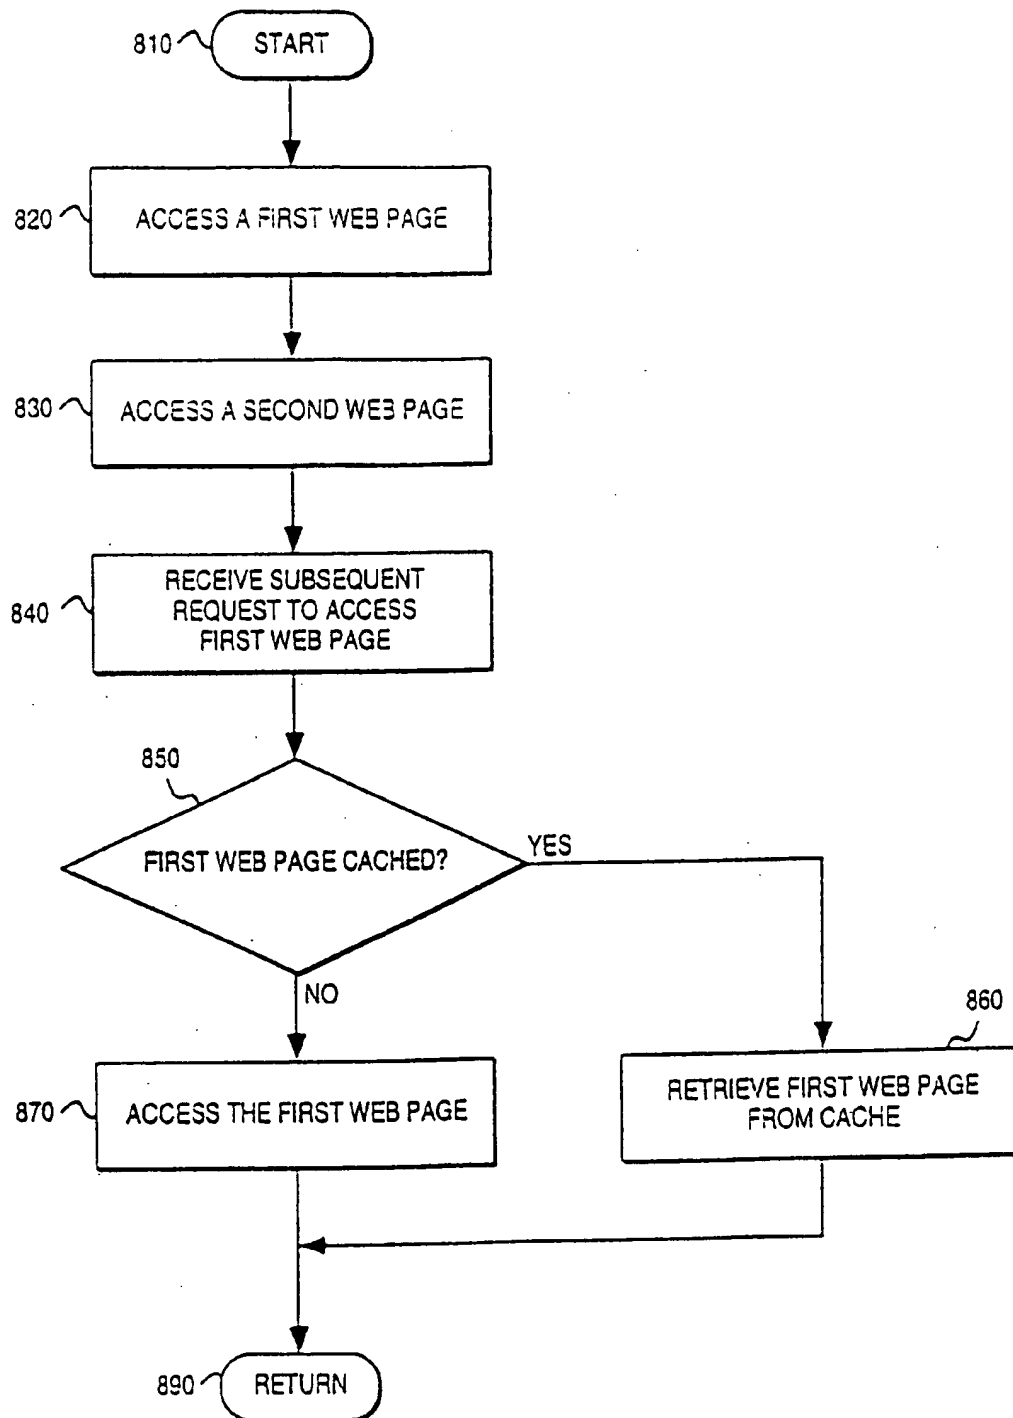 810
START
820
ACCESS A FIRST WEB PAGE
830
ACCESS A SECOND WEB PAGE
840
RECEIVE SUBSEQUENT
REQUEST TO ACCESS
FIRST WEB PAGE
850
FIRST WEB PAGE CACHED?
YES
NO
860
RETRIEVE FIRST WEB PAGE
FROM CACHE
870
ACCESS THE FIRST WEB PAGE
890
RETURN